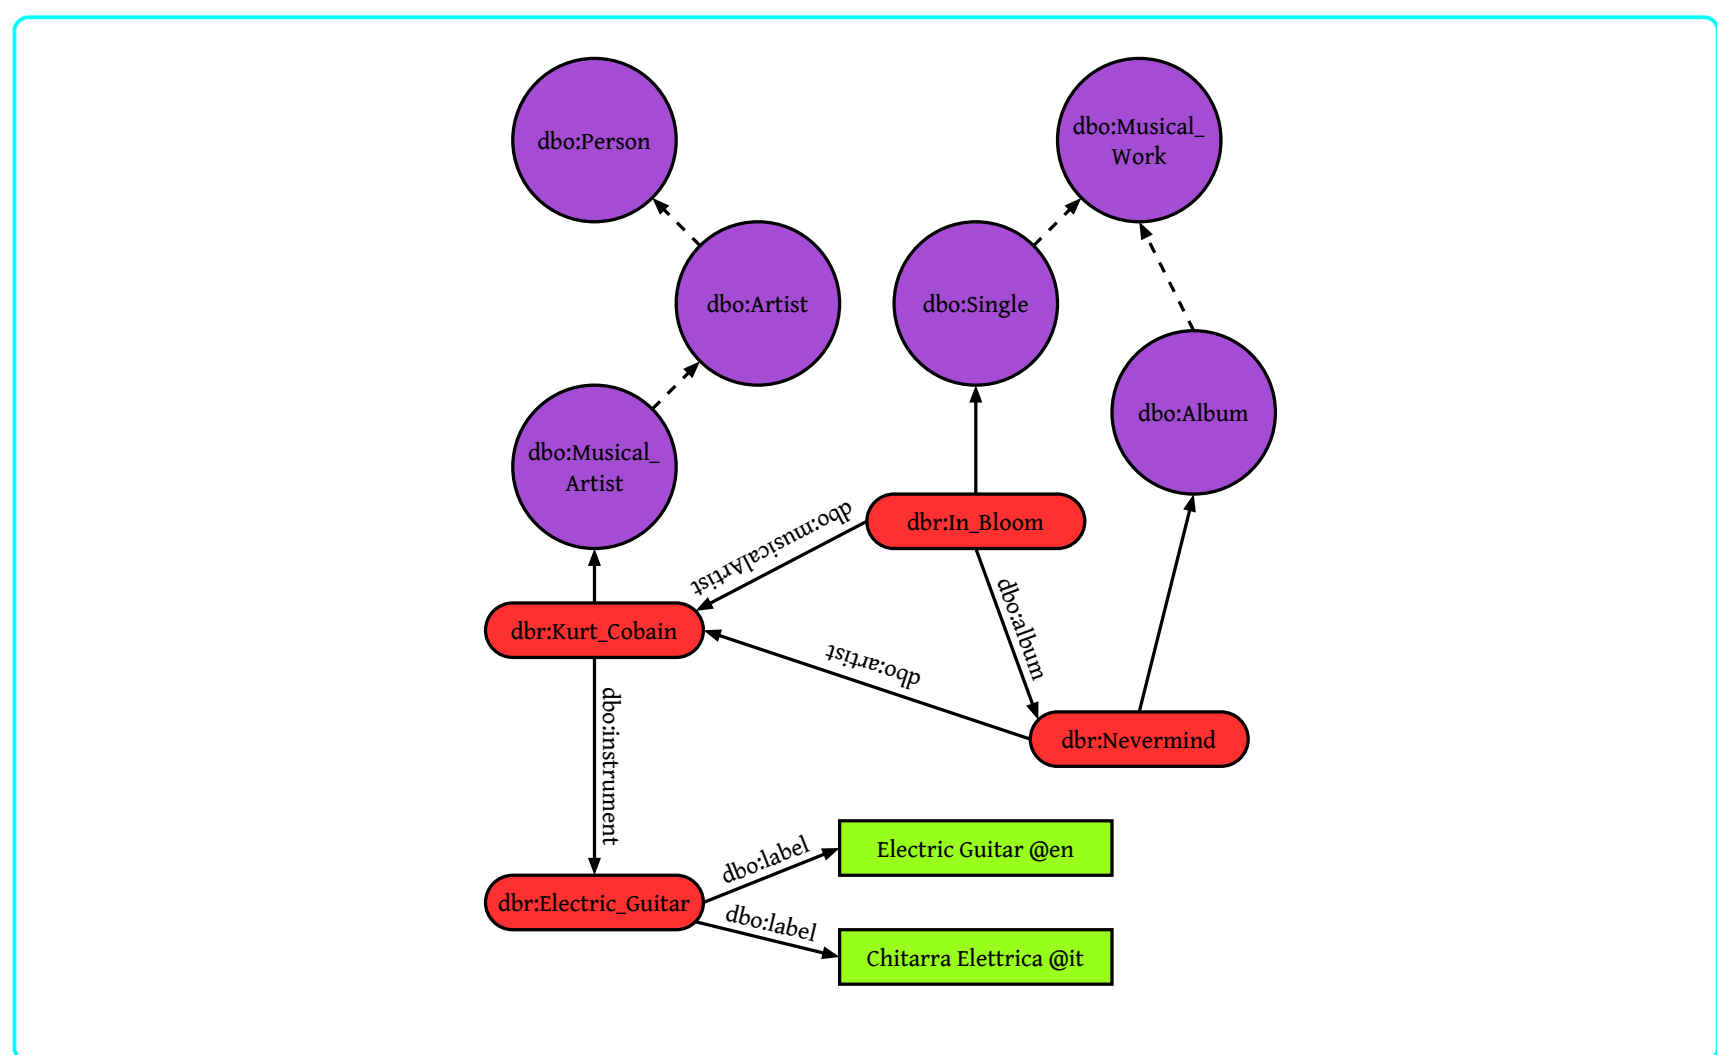 dbo:Person
dbo:Musical_
Work
dbo:Artist
dbo:Single
dbo:Album
dbo:Musical_
Artist
dbr:In_Bloom
dbo:musicalArtist
dbo:album
dbr:Kurt_Cobain
dbo:artist
dbr:Nevermind
dbo:instrument
dbo:label
Electric Guitar @en
dbr:Electric_Guitar
dbo:label
Chitarra Elettrica @it